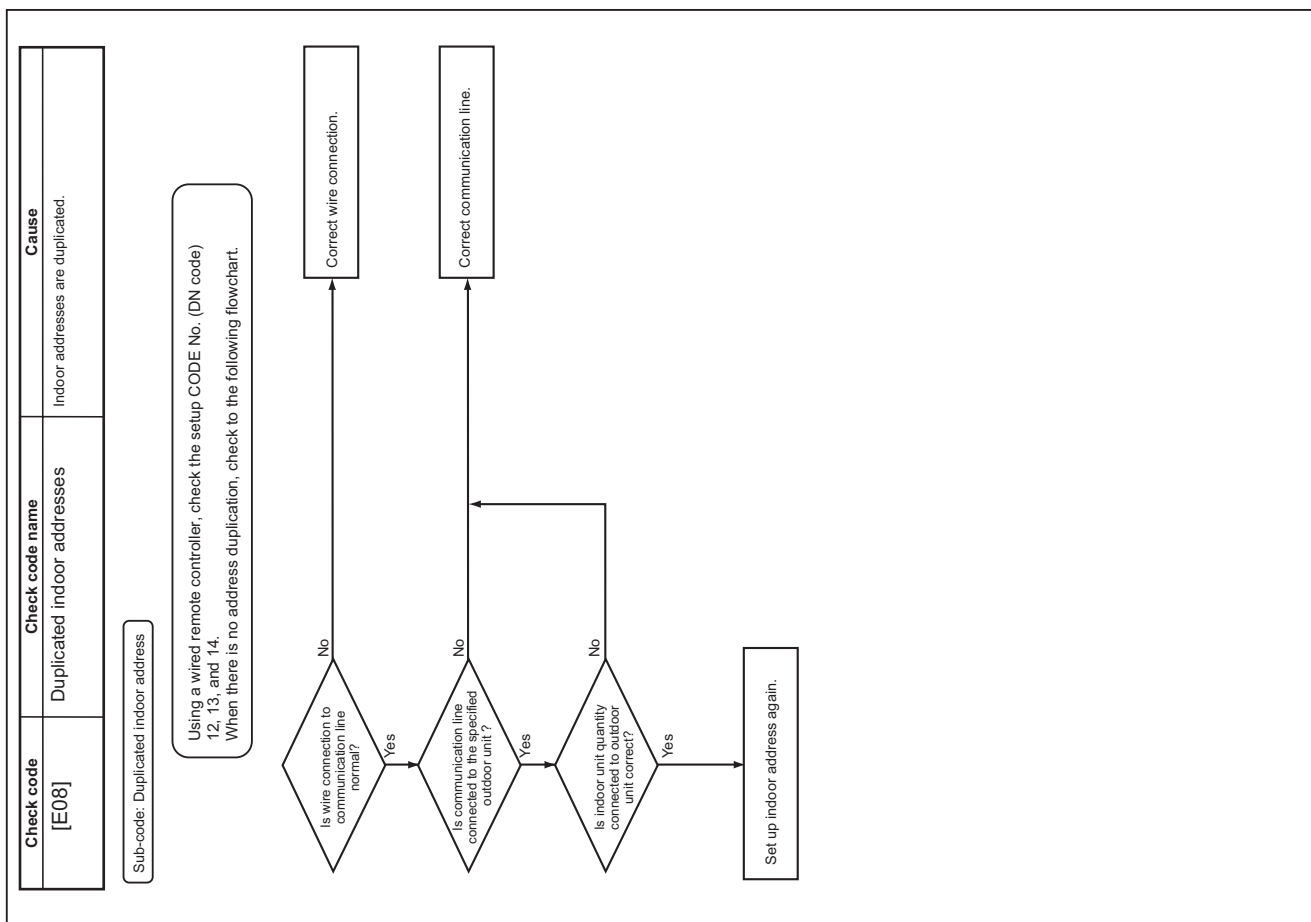 Check code
Check code name
Cause
[E08]
Duplicated indoor addresses
Indoor addresses are duplicated.
Sub-code: Duplicated indoor address
Using a wired remote controller, check the setup CODE No. (DN code)
12, 13, and 14.
When there is no address duplication, check to the following flowchart.
Is wire connection to
communication line
normal?
No
Correct wire connection.
Yes
Is communication line
connected to the specified
outdoor unit ?
No
Correct communication line.
Yes
Is indoor unit quantity
connected to outdoor
unit correct?
No
Yes
Set up indoor address again.